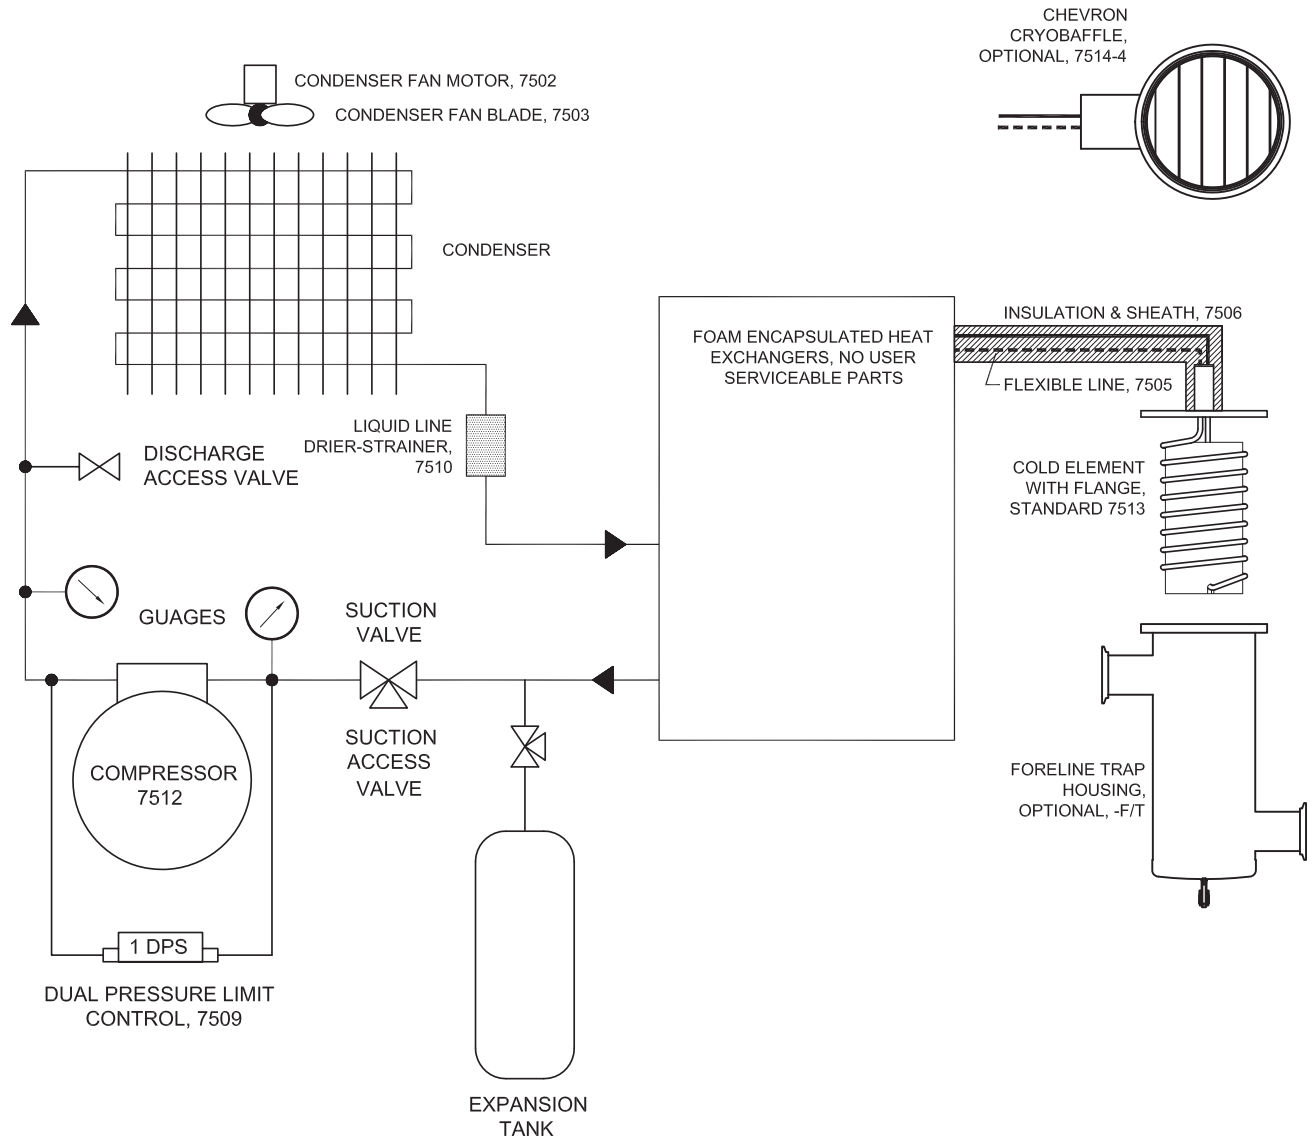 CHEVRON
CRYOBAFFLE,
OPTIONAL, 7514-4
CONDENSER FAN MOTOR, 7502
CONDENSER FAN BLADE, 7503
CONDENSER
INSULATION & SHEATH, 7506
FOAM ENCAPSULATED HEAT
EXCHANGERS, NO USER
SERVICEABLE PARTS
FLEXIBLE LINE, 7505
LIQUID LINE
DRIER-STRAINER,
7510
DISCHARGE
ACCESS VALVE
COLD ELEMENT
WITH FLANGE,
STANDARD 7513
GUAGES
SUCTION
VALVE
SUCTION
ACCESS
VALVE
COMPRESSOR
7512
FORELINE TRAP
HOUSING,
OPTIONAL, -F/T
1 DPS
DUAL PRESSURE LIMIT
CONTROL, 7509
EXPANSION
TANK